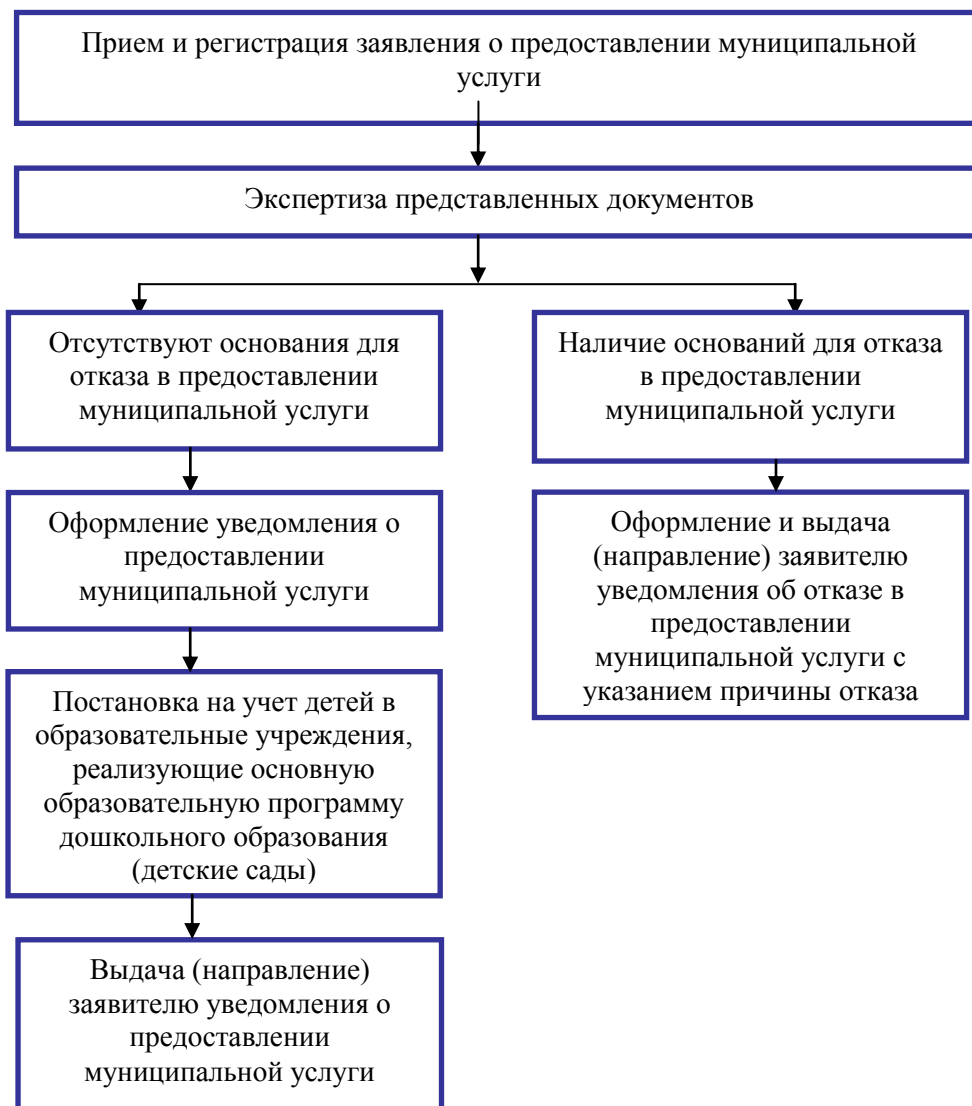 Прием и регистрация заявления о предоставлении муниципальной
услуги
Экспертиза представленных документов
Отсутствуют основания для
отказа в предоставлении
муниципальной услуги
Наличие оснований для отказа
в предоставлении
муниципальной услуги
Оформление уведомления о
предоставлении
муниципальной услуги
Оформление и выдача
(направление) заявителю
уведомления об отказе в
предоставлении
муниципальной услуги с
указанием причины отказа
Постановка на учет детей в
образовательные учреждения,
реализующие основную
образовательную программу
дошкольного образования
(детские сады)
Выдача (направление)
заявителю уведомления о
предоставлении
муниципальной услуги